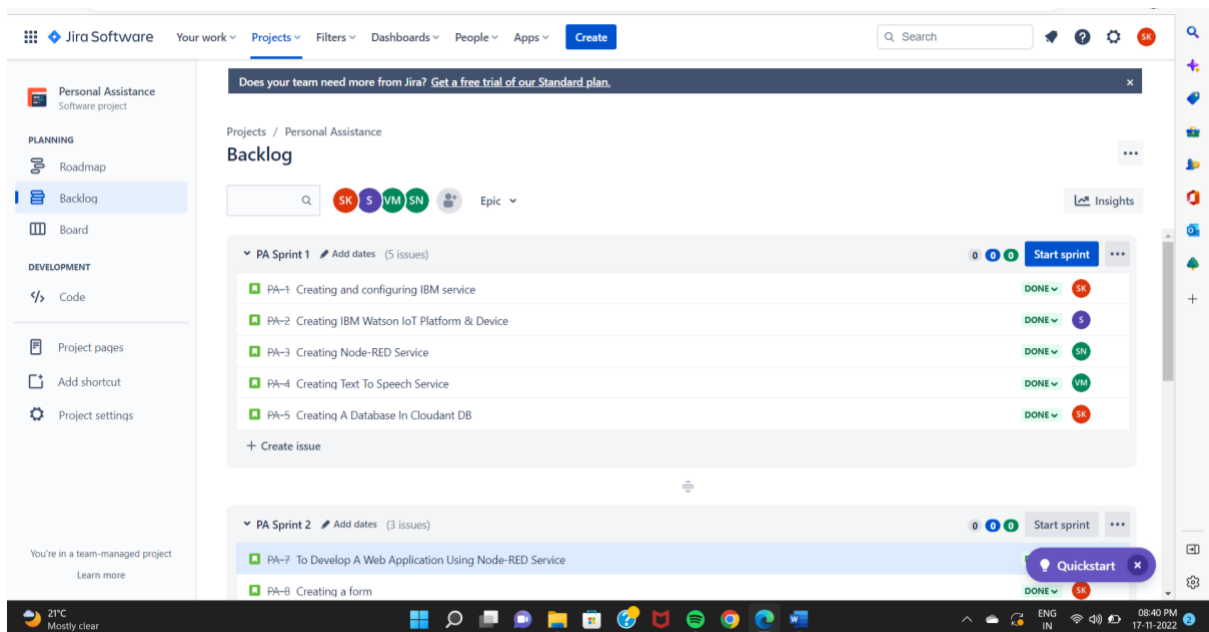 Jira Software Your work Projects Filters Dashboards People Apps Create Search SK
Does your team need more from Jira? Get a free trial of our Standard plan.
Personal Assistance
Software project
PLANNING
Roadmap
Backlog
Board
DEVELOPMENT
Code
Project pages
Add shortcut
Project settings
You're in a team-managed project
Learn more
Projects / Personal Assistance
Backlog
SK S VM SN Epic Insights
PA Sprint 1 Add dates (5 issues) 0 0 0 Start sprint
PA-1 Creating and configuring IBM service DONE SK
PA-2 Creating IBM Watson IoT Platform & Device DONE S
PA-3 Creating Node-RED Service DONE SN
PA-4 Creating Text To Speech Service DONE VM
PA-5 Creating A Database In Cloudant DB DONE SK
+ Create issue
PA Sprint 2 Add dates (3 issues) 0 0 0 Start sprint
PA-7 To Develop A Web Application Using Node-RED Service
Quickstart
PA-8 Creating a form DONE SK
21°C
Mostly clear
ENG
IN
08:40 PM
17-11-2022
2